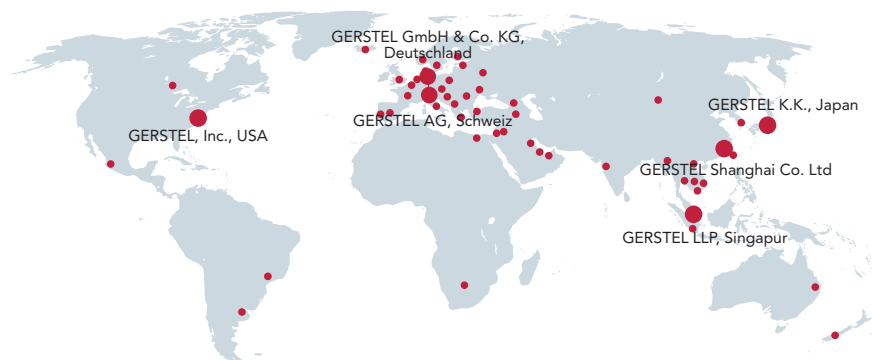 GERSTEL GmbH & Co. KG,
Deutschland
GERSTEL K.K., Japan
GERSTEL AG, Schweiz
GERSTEL, Inc., USA
GERSTEL Shanghai Co. Ltd
GERSTEL LLP, Singapur